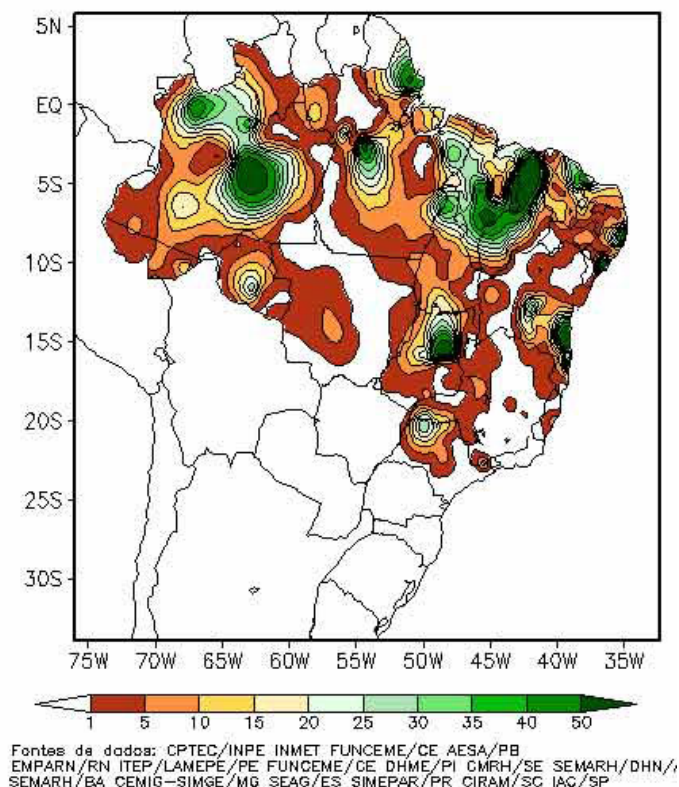 5N
EQ
5S
10S
15S
20S
25S
30S
75W 70W 65W 60W 55W 50W 45W 40W 35W
1 5 10 15 20 25 30 35 40 50
Fontes de dados: CPTEC/INPE INMET FUNCEME/CE AESA/PB
EMPARN/RN ITEP/LAMEPE/PE FUNCEME/CE DHME/PI CMRH/SE SEMARH/DHN/
SEMARH/BA CEMIG-SIMGE/MG SEAG/ES SIMEPAR/PR CIRAM/SC IAC/SP